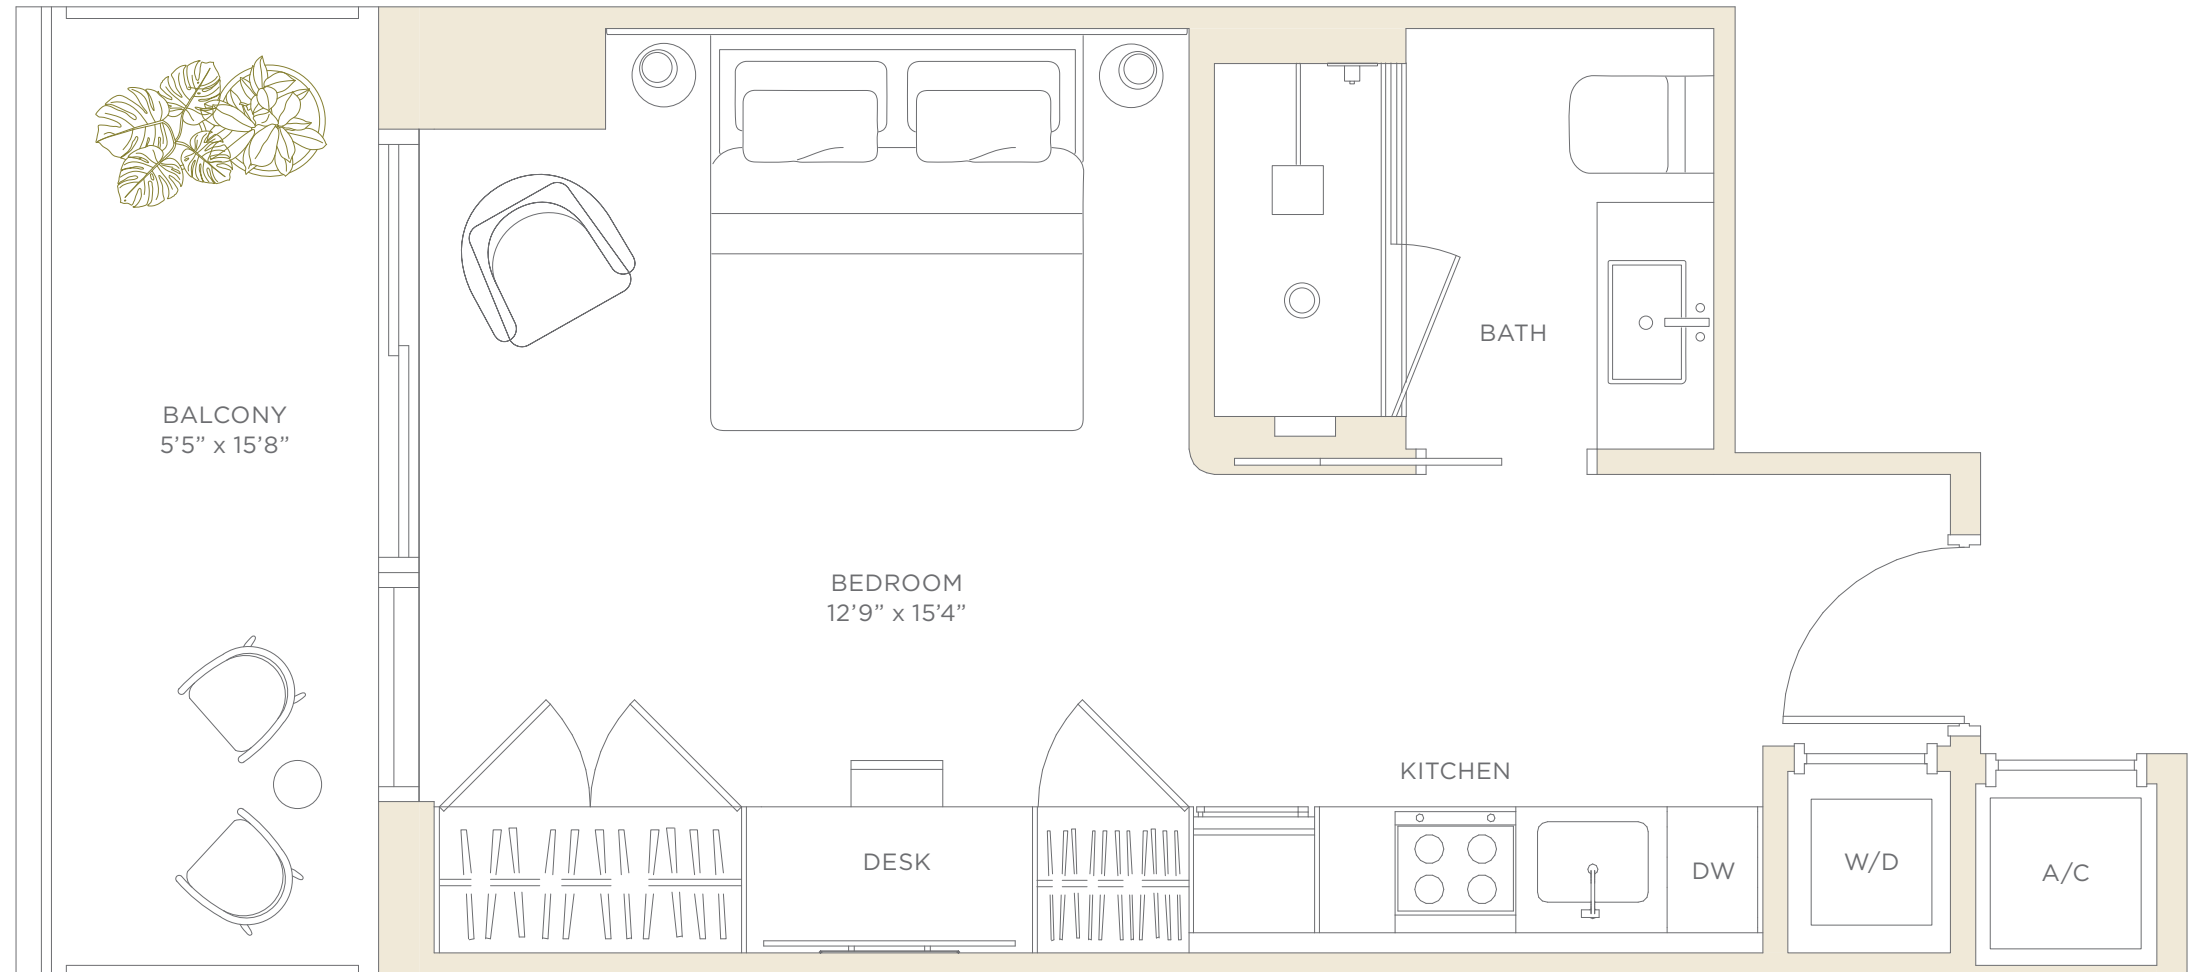 BATH
BALCONY
5’5” x 15’8”
BEDROOM
12’9” x 15’4”
KITCHEN
DESK
DW
W/D
A/C